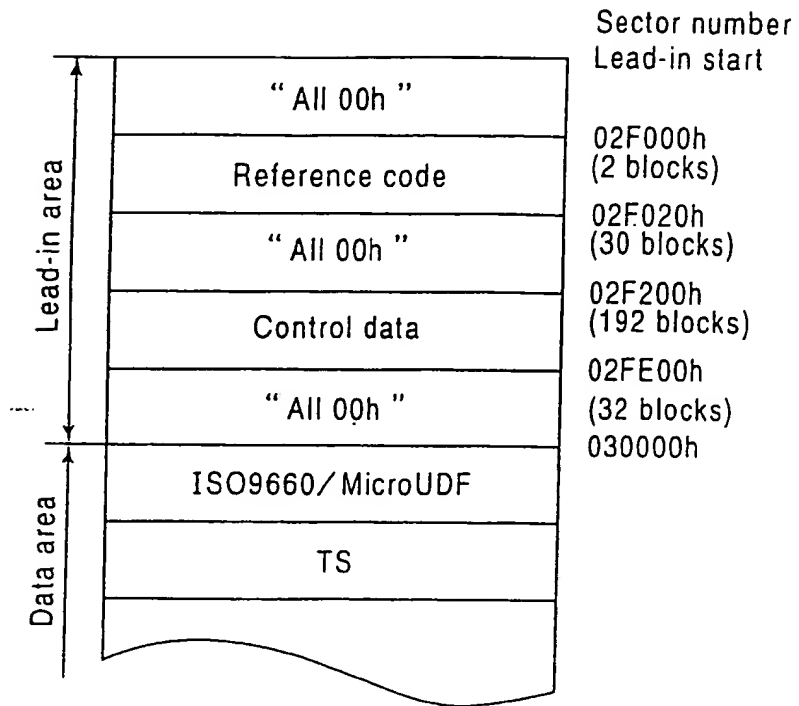 Sector number
Lead-in start
“ All 00h ”
02F000h
(2 blocks)
Reference code
02F020h
(30 blocks)
“ All 00h ”
02F200h
(192 blocks)
Control data
02FE00h
(32 blocks)
“ All 00h ”
030000h
ISO9660/MicroUDF
TS
Lead-in area
Data area